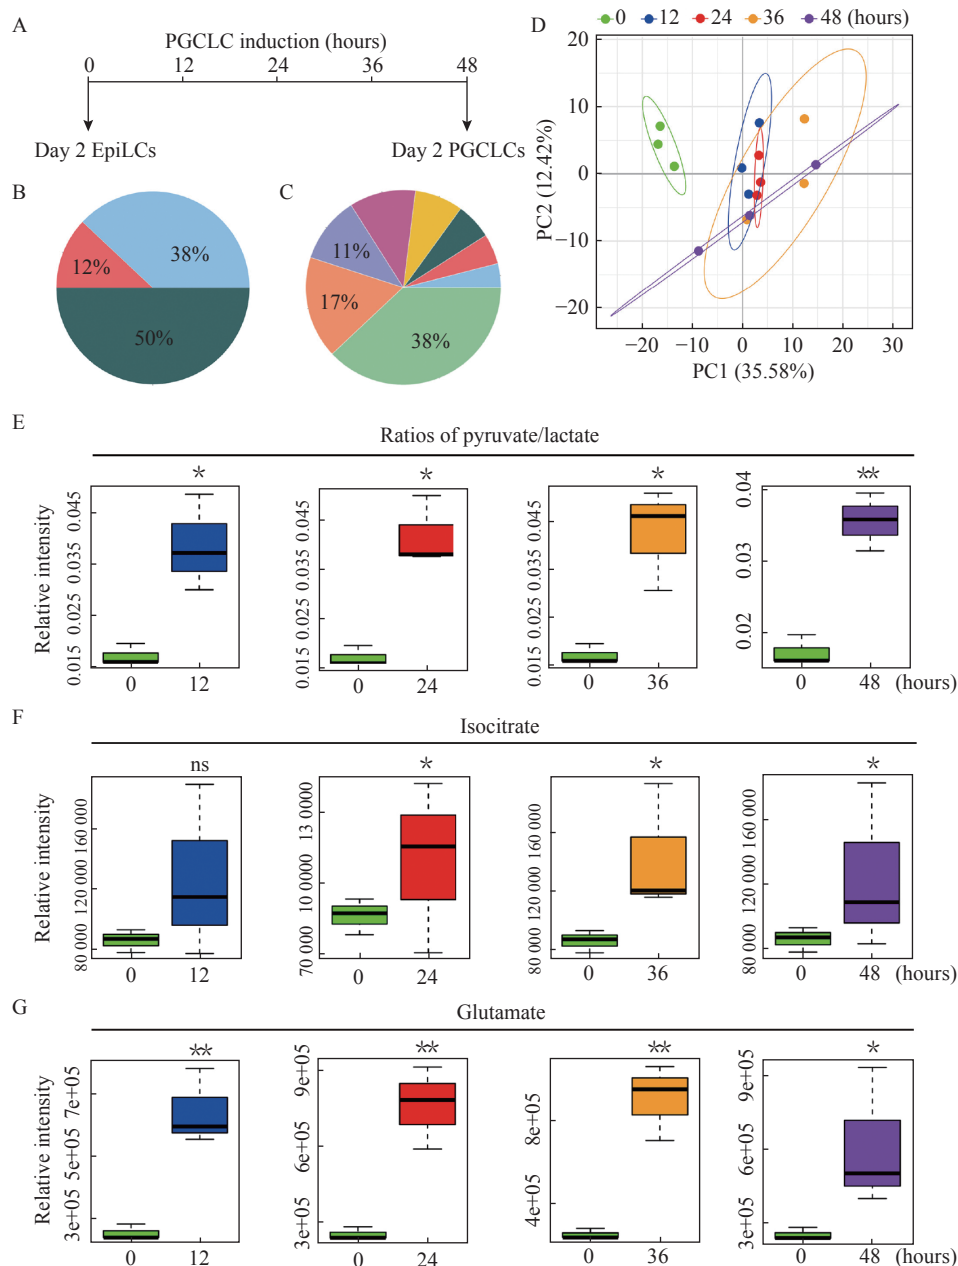 A
PGCLC induction (hours)
0 12 24 36 48
Day 2 EpiLCs Day 2 PGCLCs
B
38%
12%
50%
C
11%
17%
38%
D
0 12 24 36 48 (hours)
20
10
0
−10
−20
PC2 (12.42%)
−20 −10 0 10 20 30
PC1 (35.58%)
E
Ratios of pyruvate/lactate
Relative intensity
* * * **
0.045
0.035
0.025
0.015
0 12
0.045
0.035
0.025
0.015
0 24
0.045
0.035
0.025
0.015
0 36
0.04
0.03
0.02
0 48 (hours)
F
Isocitrate
Relative intensity
ns * * *
160 000
120 000
80 000
0 12
13 0000
10 0000
70 000
0 24
160 000
120 000
80 000
0 36
160 000
120 000
80 000
0 48 (hours)
G
Glutamate
Relative intensity
** ** ** *
7e+05
5e+05
3e+05
0 12
9e+05
6e+05
3e+05
0 24
8e+05
4e+05
0 36
9e+05
6e+05
3e+05
0 48 (hours)